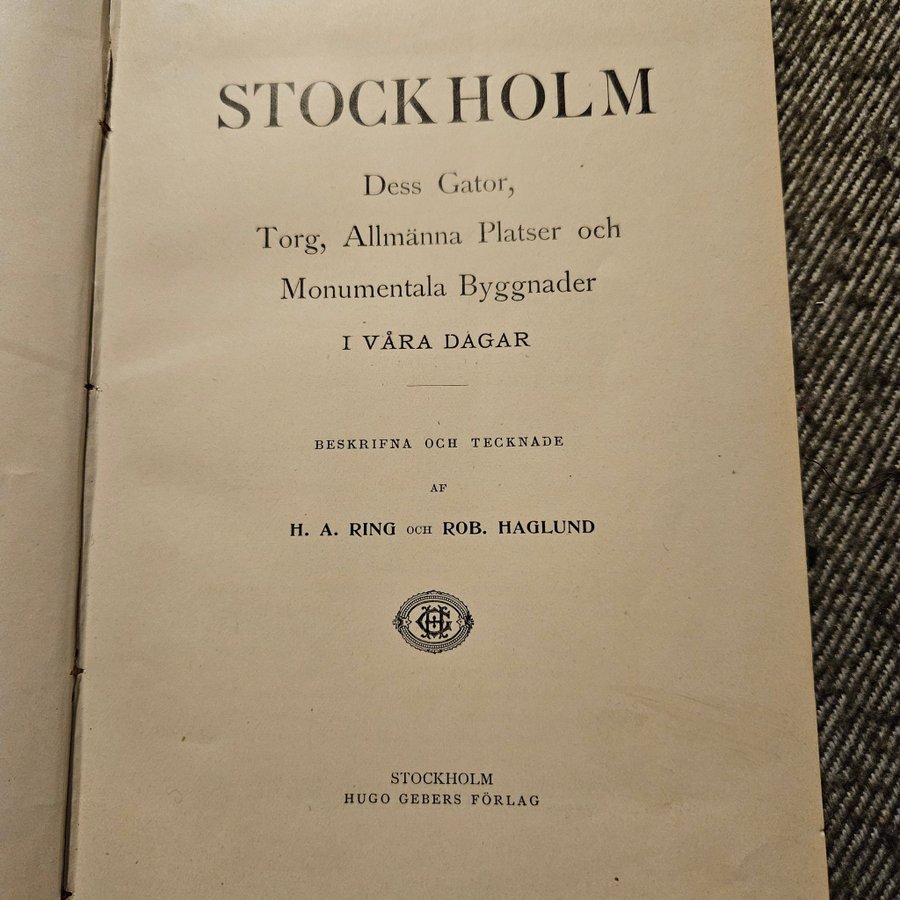 STOCKHOLM
Dess Gator,
Torg, Allmänna Platser och
Monumentala Byggnader
I VÅRA DAGAR
BESKRIFNA OCH TECKNADE
AF
H. A. RING OCH ROB. HAGLUND
STOCKHOLM
HUGO GEBERS FÖRLAG